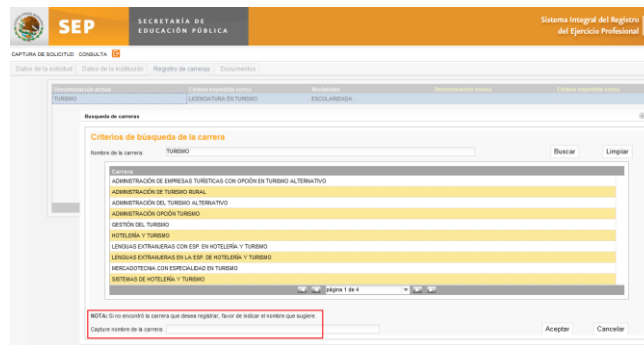 SEP
SECRETARÍA DE
EDUCACIÓN PÚBLICA
Sistema Integral del Registro
del Ejercicio Profesional
CAPTURA DE SOLICITUD CONSULTA
Datos de la solicitud Datos de la institución Registro de carreras Documentos
Denominación actual Cédula expedida como Modalidad Denominación nueva Cédula expedida como
TURISMO LICENCIATURA EN TURISMO ESCOLARIZADA
Busqueda de carreras
Criterios de búsqueda de la carrera
Nombre de la carrera: TURISMO Buscar Limpiar
Carrera
ADMINISTRACIÓN DE EMPRESAS TURÍSTICAS CON OPCIÓN EN TURISMO ALTERNATIVO
ADMINISTRACIÓN DE TURISMO RURAL
ADMINISTRACIÓN DEL TURISMO ALTERNATIVO
ADMINISTRACIÓN OPCIÓN TURISMO
GESTIÓN DEL TURISMO
HOTELERÍA Y TURISMO
LENGUAS EXTRANJERAS CON ESP. EN HOTELERÍA Y TURISMO
LENGUAS EXTRANJERAS EN LA ESP. DE HOTELERÍA Y TURISMO
MERCADOTECNIA CON ESPECIALIDAD EN TURISMO
SISTEMAS DE HOTELERÍA Y TURISMO
página 1 de 4
NOTA: Si no encontró la carrera que desea registrar, favor de indicar el nombre que sugiere.
Capture nombre de la carrera:
Aceptar Cancelar